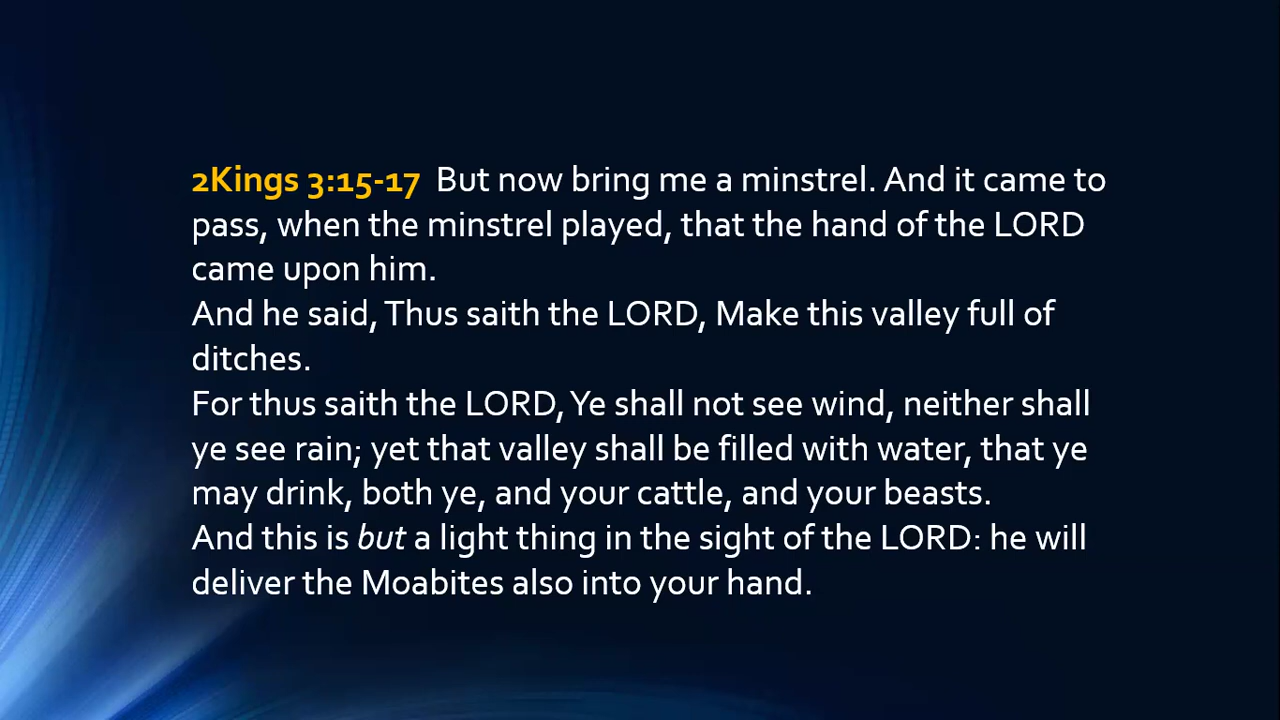 2Kings 3:15-17 But now bring me a minstrel. And it came to
pass, when the minstrel played, that the hand of the LORD
came upon him.
And he said, Thus saith the LORD, Make this valley full of
ditches.
For thus saith the LORD, Ye shall not see wind, neither shall
ye see rain; yet that valley shall be filled with water, that ye
may drink, both ye, and your cattle, and your beasts.
And this is but a light thing in the sight of the LORD: he will
deliver the Moabites also into your hand.